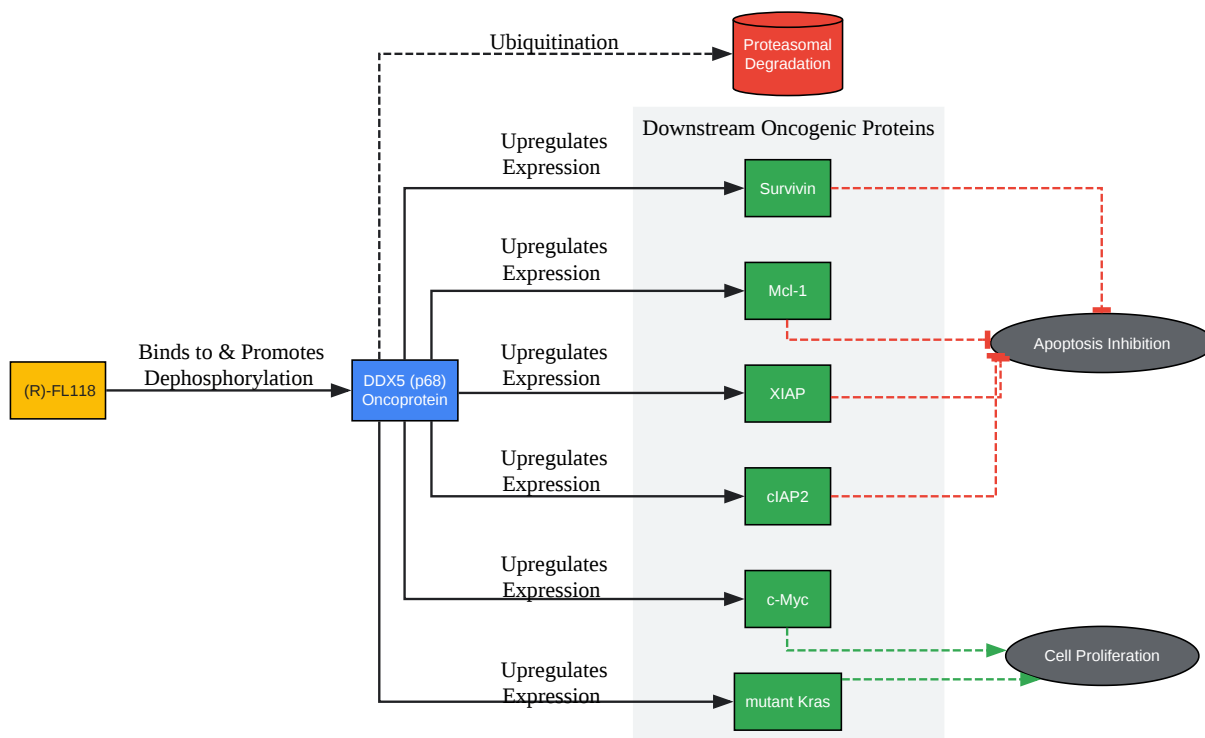 Ubiquitination
Proteasomal
Degradation
Downstream Oncogenic Proteins
Upregulates
Expression
Survivin
Upregulates
Expression
Mcl-1
Apoptosis Inhibition
(R)-FL118
Binds to & Promotes
Dephosphorylation
DDX5 (p68)
Oncoprotein
Upregulates
Expression
XIAP
Upregulates
Expression
cIAP2
Upregulates
Expression
c-Myc
Cell Proliferation
Upregulates
Expression
mutant Kras